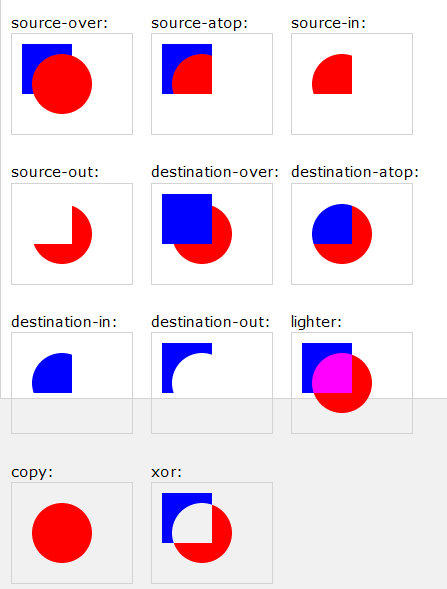 source-over:
source-atop:
source-in:
source-out:
destination-over:
destination-atop:
destination-in:
destination-out:
lighter:
copy:
xor: